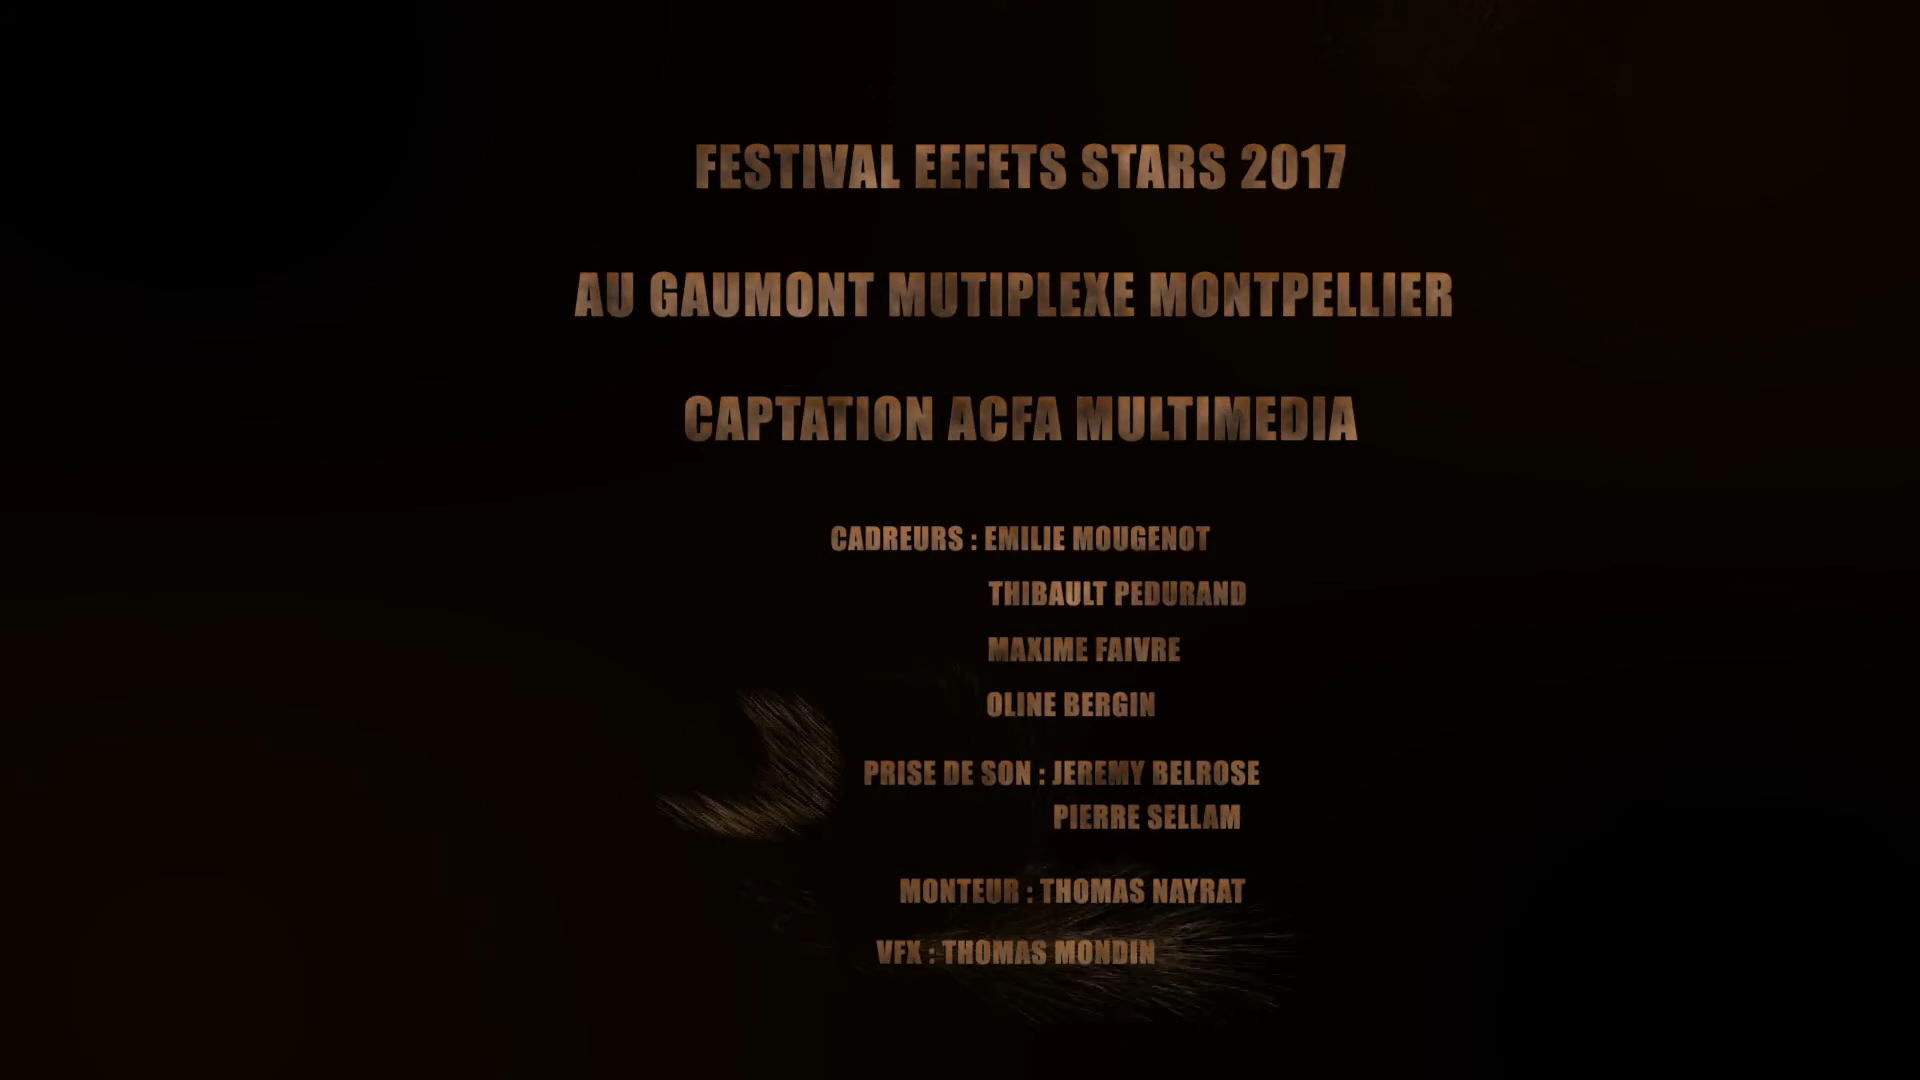 FESTIVAL EEFETS STARS 2017
AU GAUMONT MUTIPLEXE MONTPELLIER
CAPTATION ACFA MULTIMEDIA
CADREURS : EMILIE MOUGENOT
THIBAULT PEDURAND
MAXIME FAIVRE
OLINE BERGIN
PRISE DE SON : JEREMY BELROSE
PIERRE SELLAM
MONTEUR : THOMAS NAYRAT
VFX : THOMAS MONDIN